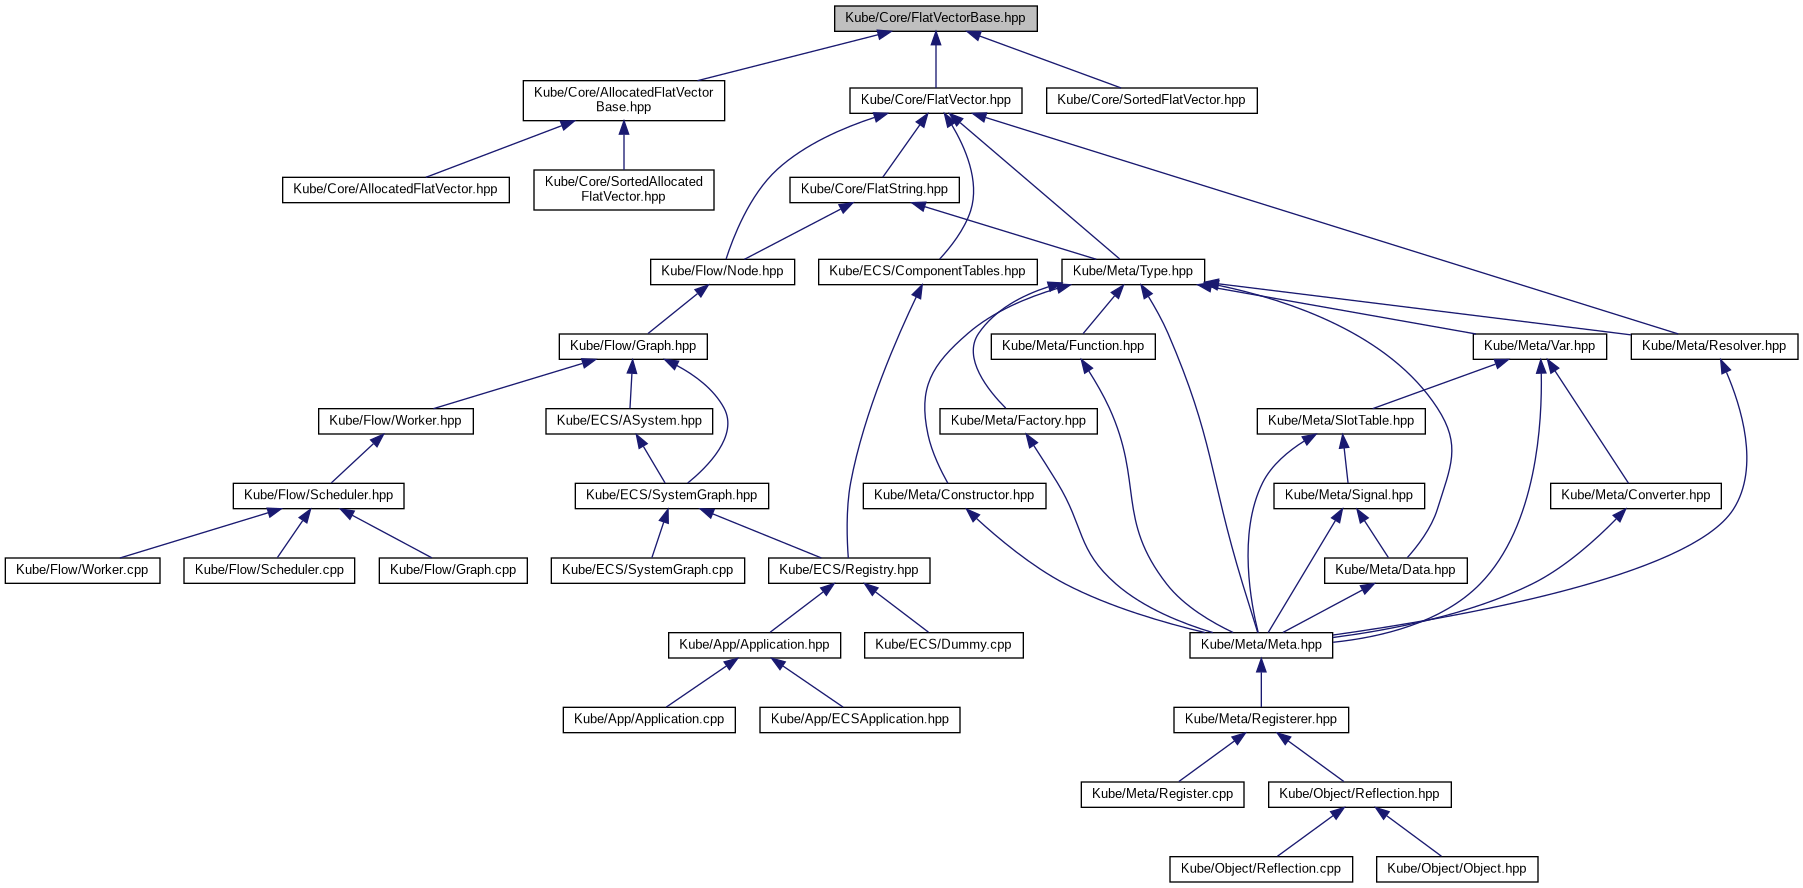 Kube/Core/FlatVectorBase.hpp
Kube/Core/AllocatedFlatVector
Base.hpp
Kube/Core/FlatVector.hpp
Kube/Core/SortedFlatVector.hpp
Kube/Core/AllocatedFlatVector.hpp
Kube/Core/SortedAllocated
FlatVector.hpp
Kube/Core/FlatString.hpp
Kube/Flow/Node.hpp
Kube/ECS/ComponentTables.hpp
Kube/Meta/Type.hpp
Kube/Flow/Graph.hpp
Kube/Meta/Function.hpp
Kube/Meta/Var.hpp
Kube/Meta/Resolver.hpp
Kube/Flow/Worker.hpp
Kube/ECS/ASystem.hpp
Kube/Meta/Factory.hpp
Kube/Meta/SlotTable.hpp
Kube/Flow/Scheduler.hpp
Kube/ECS/SystemGraph.hpp
Kube/Meta/Constructor.hpp
Kube/Meta/Signal.hpp
Kube/Meta/Converter.hpp
Kube/Flow/Worker.cpp
Kube/Flow/Scheduler.cpp
Kube/Flow/Graph.cpp
Kube/ECS/SystemGraph.cpp
Kube/ECS/Registry.hpp
Kube/Meta/Data.hpp
Kube/App/Application.hpp
Kube/ECS/Dummy.cpp
Kube/Meta/Meta.hpp
Kube/App/Application.cpp
Kube/App/ECSApplication.hpp
Kube/Meta/Registerer.hpp
Kube/Meta/Register.cpp
Kube/Object/Reflection.hpp
Kube/Object/Reflection.cpp
Kube/Object/Object.hpp